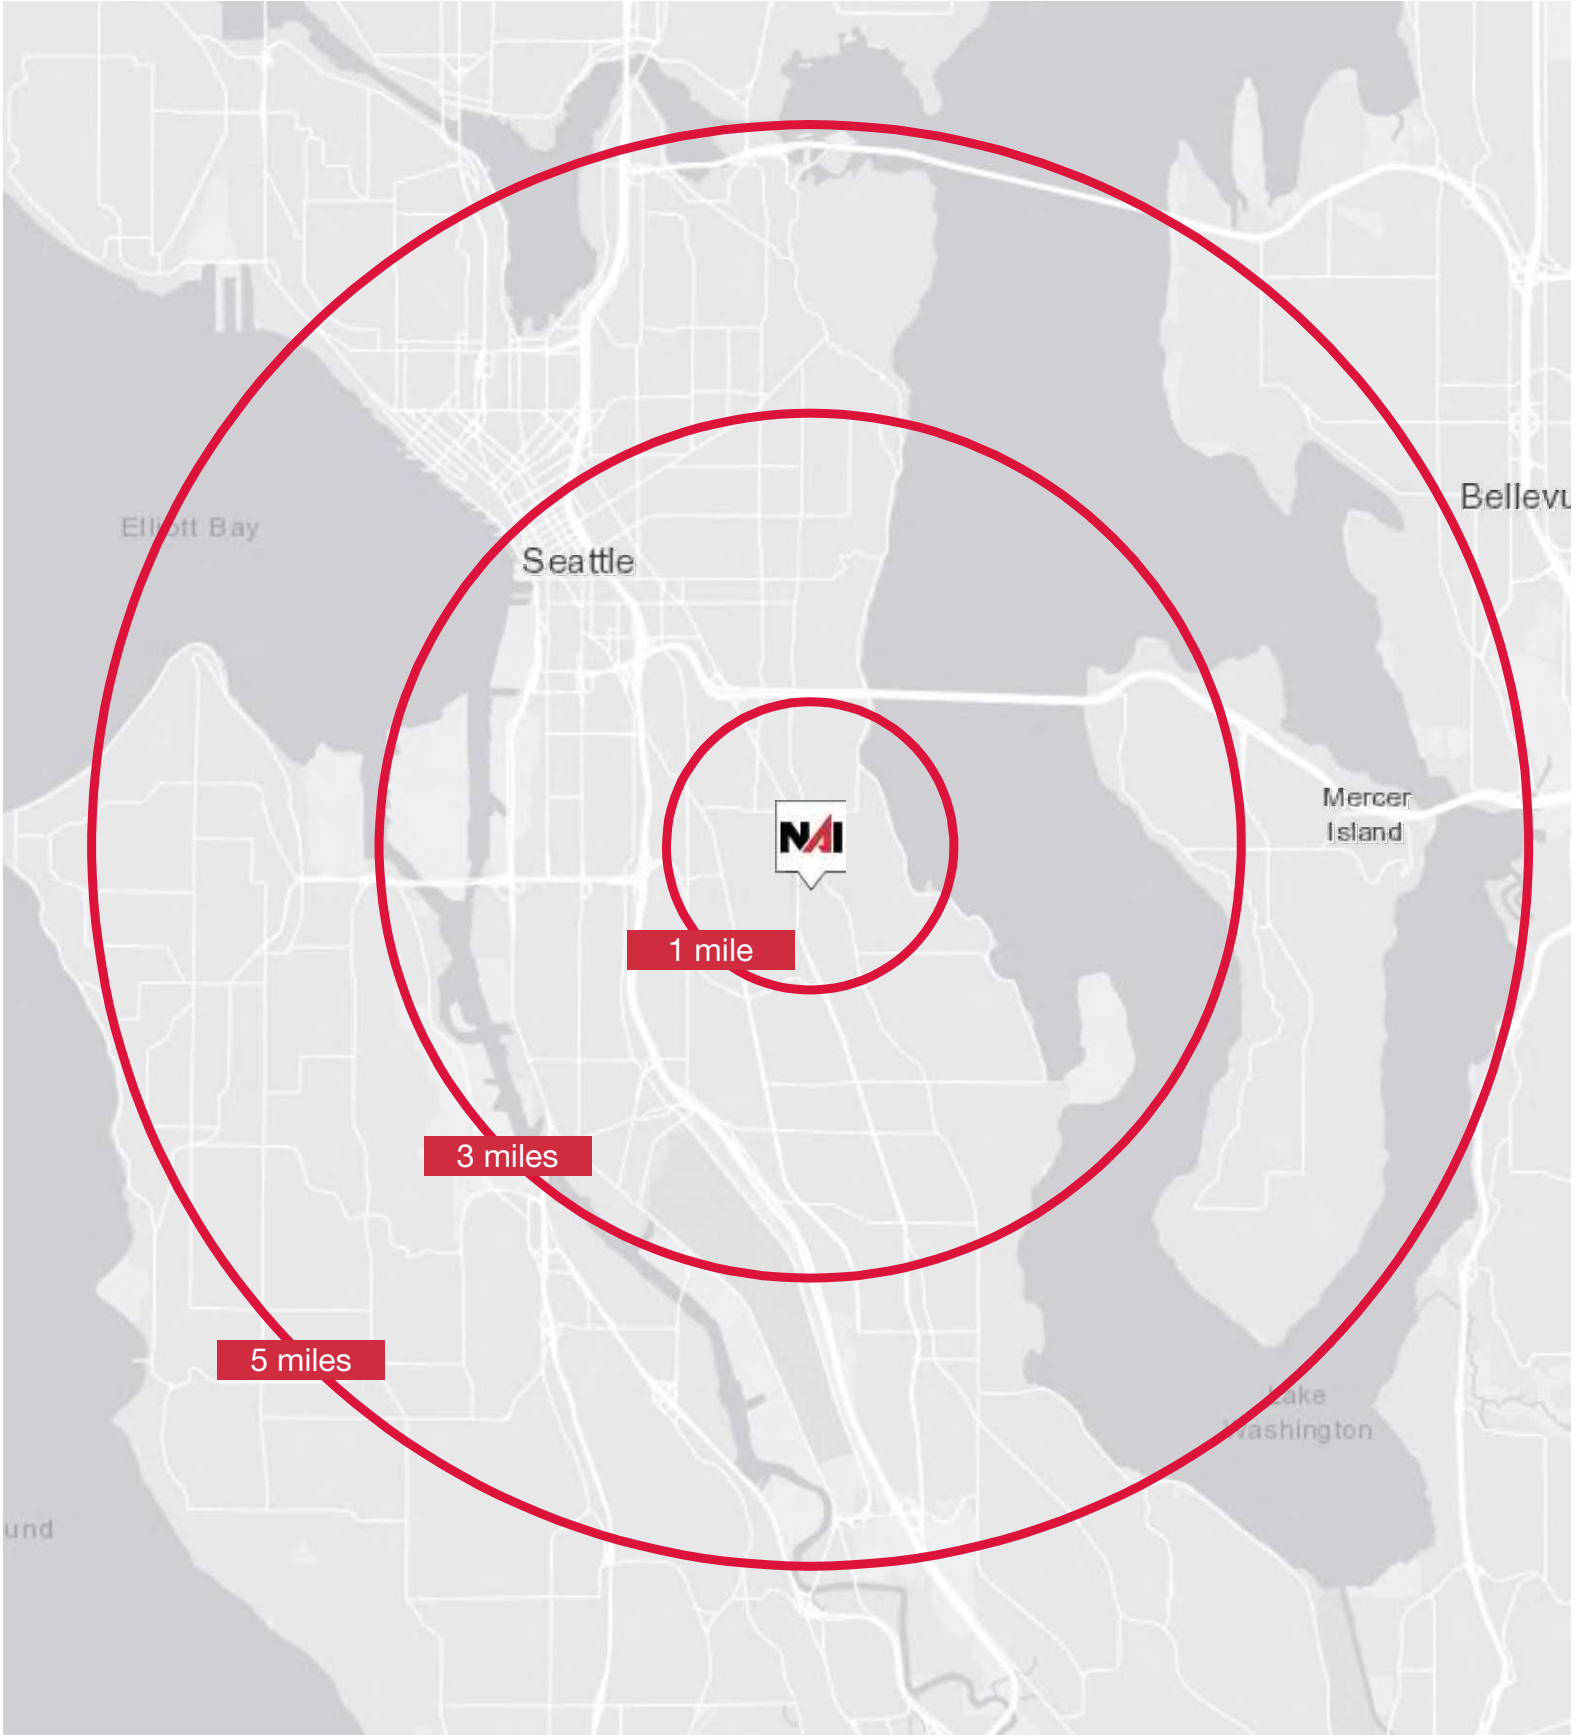 Bellevu
Elliott Bay
Seattle
Mercer
Island
NAI
1 mile
3 miles
5 miles
Lake
Washington
und